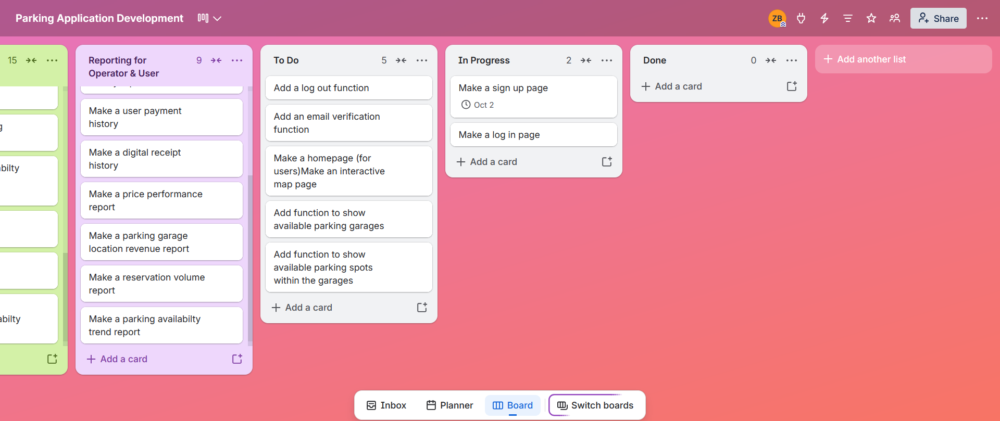 Parking Application Development
ZB
Share
15
abilty
abilty
Reporting for
Operator & User
9
Make a user payment
history
Make a digital receipt
history
Make a price performance
report
Make a parking garage
location revenue report
Make a reservation volume
report
Make a parking availabilty
trend report
Add a card
To Do
5
Add a log out function
Add an email verification
function
Make a homepage (for
users)Make an interactive
map page
Add function to show
available parking garages
Add function to show
available parking spots
within the garages
Add a card
In Progress
2
Make a sign up page
Oct 2
Make a log in page
Add a card
Done
0
Add a card
Add another list
Inbox
Planner
Board
Switch boards